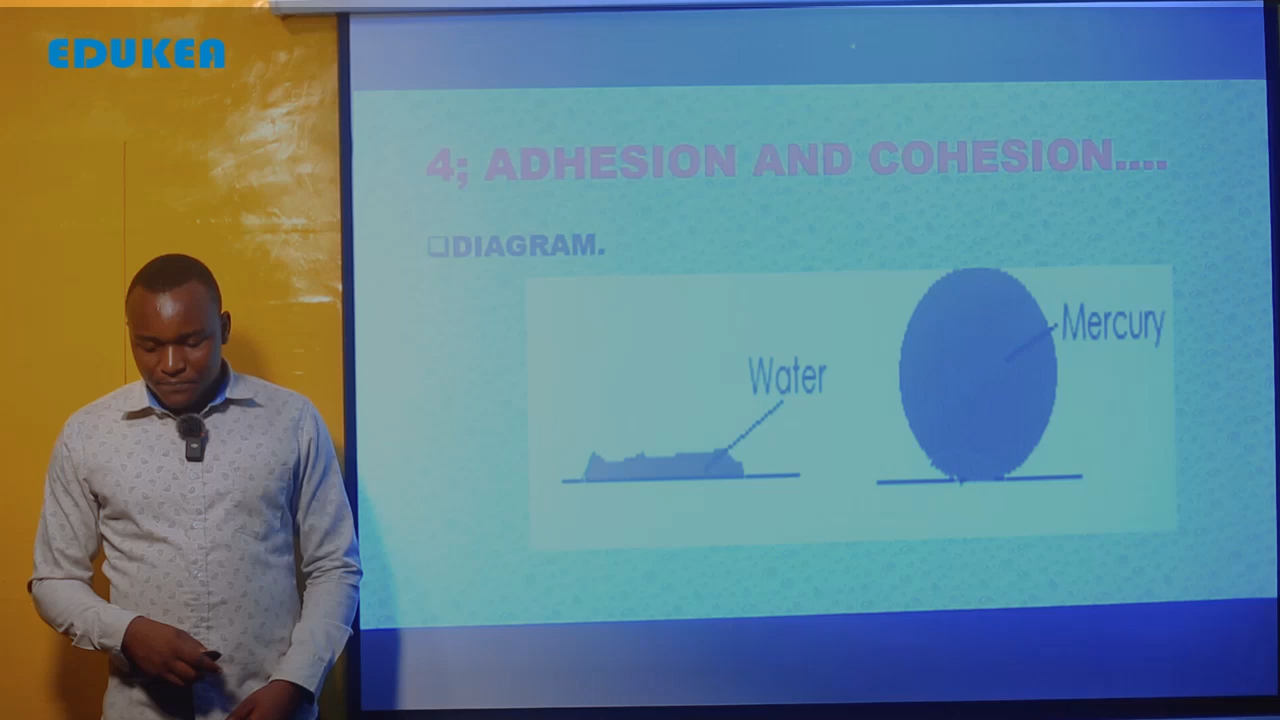 EDUKEA
4; ADHESION AND COHESION....
❑DIAGRAM.
Water
Mercury